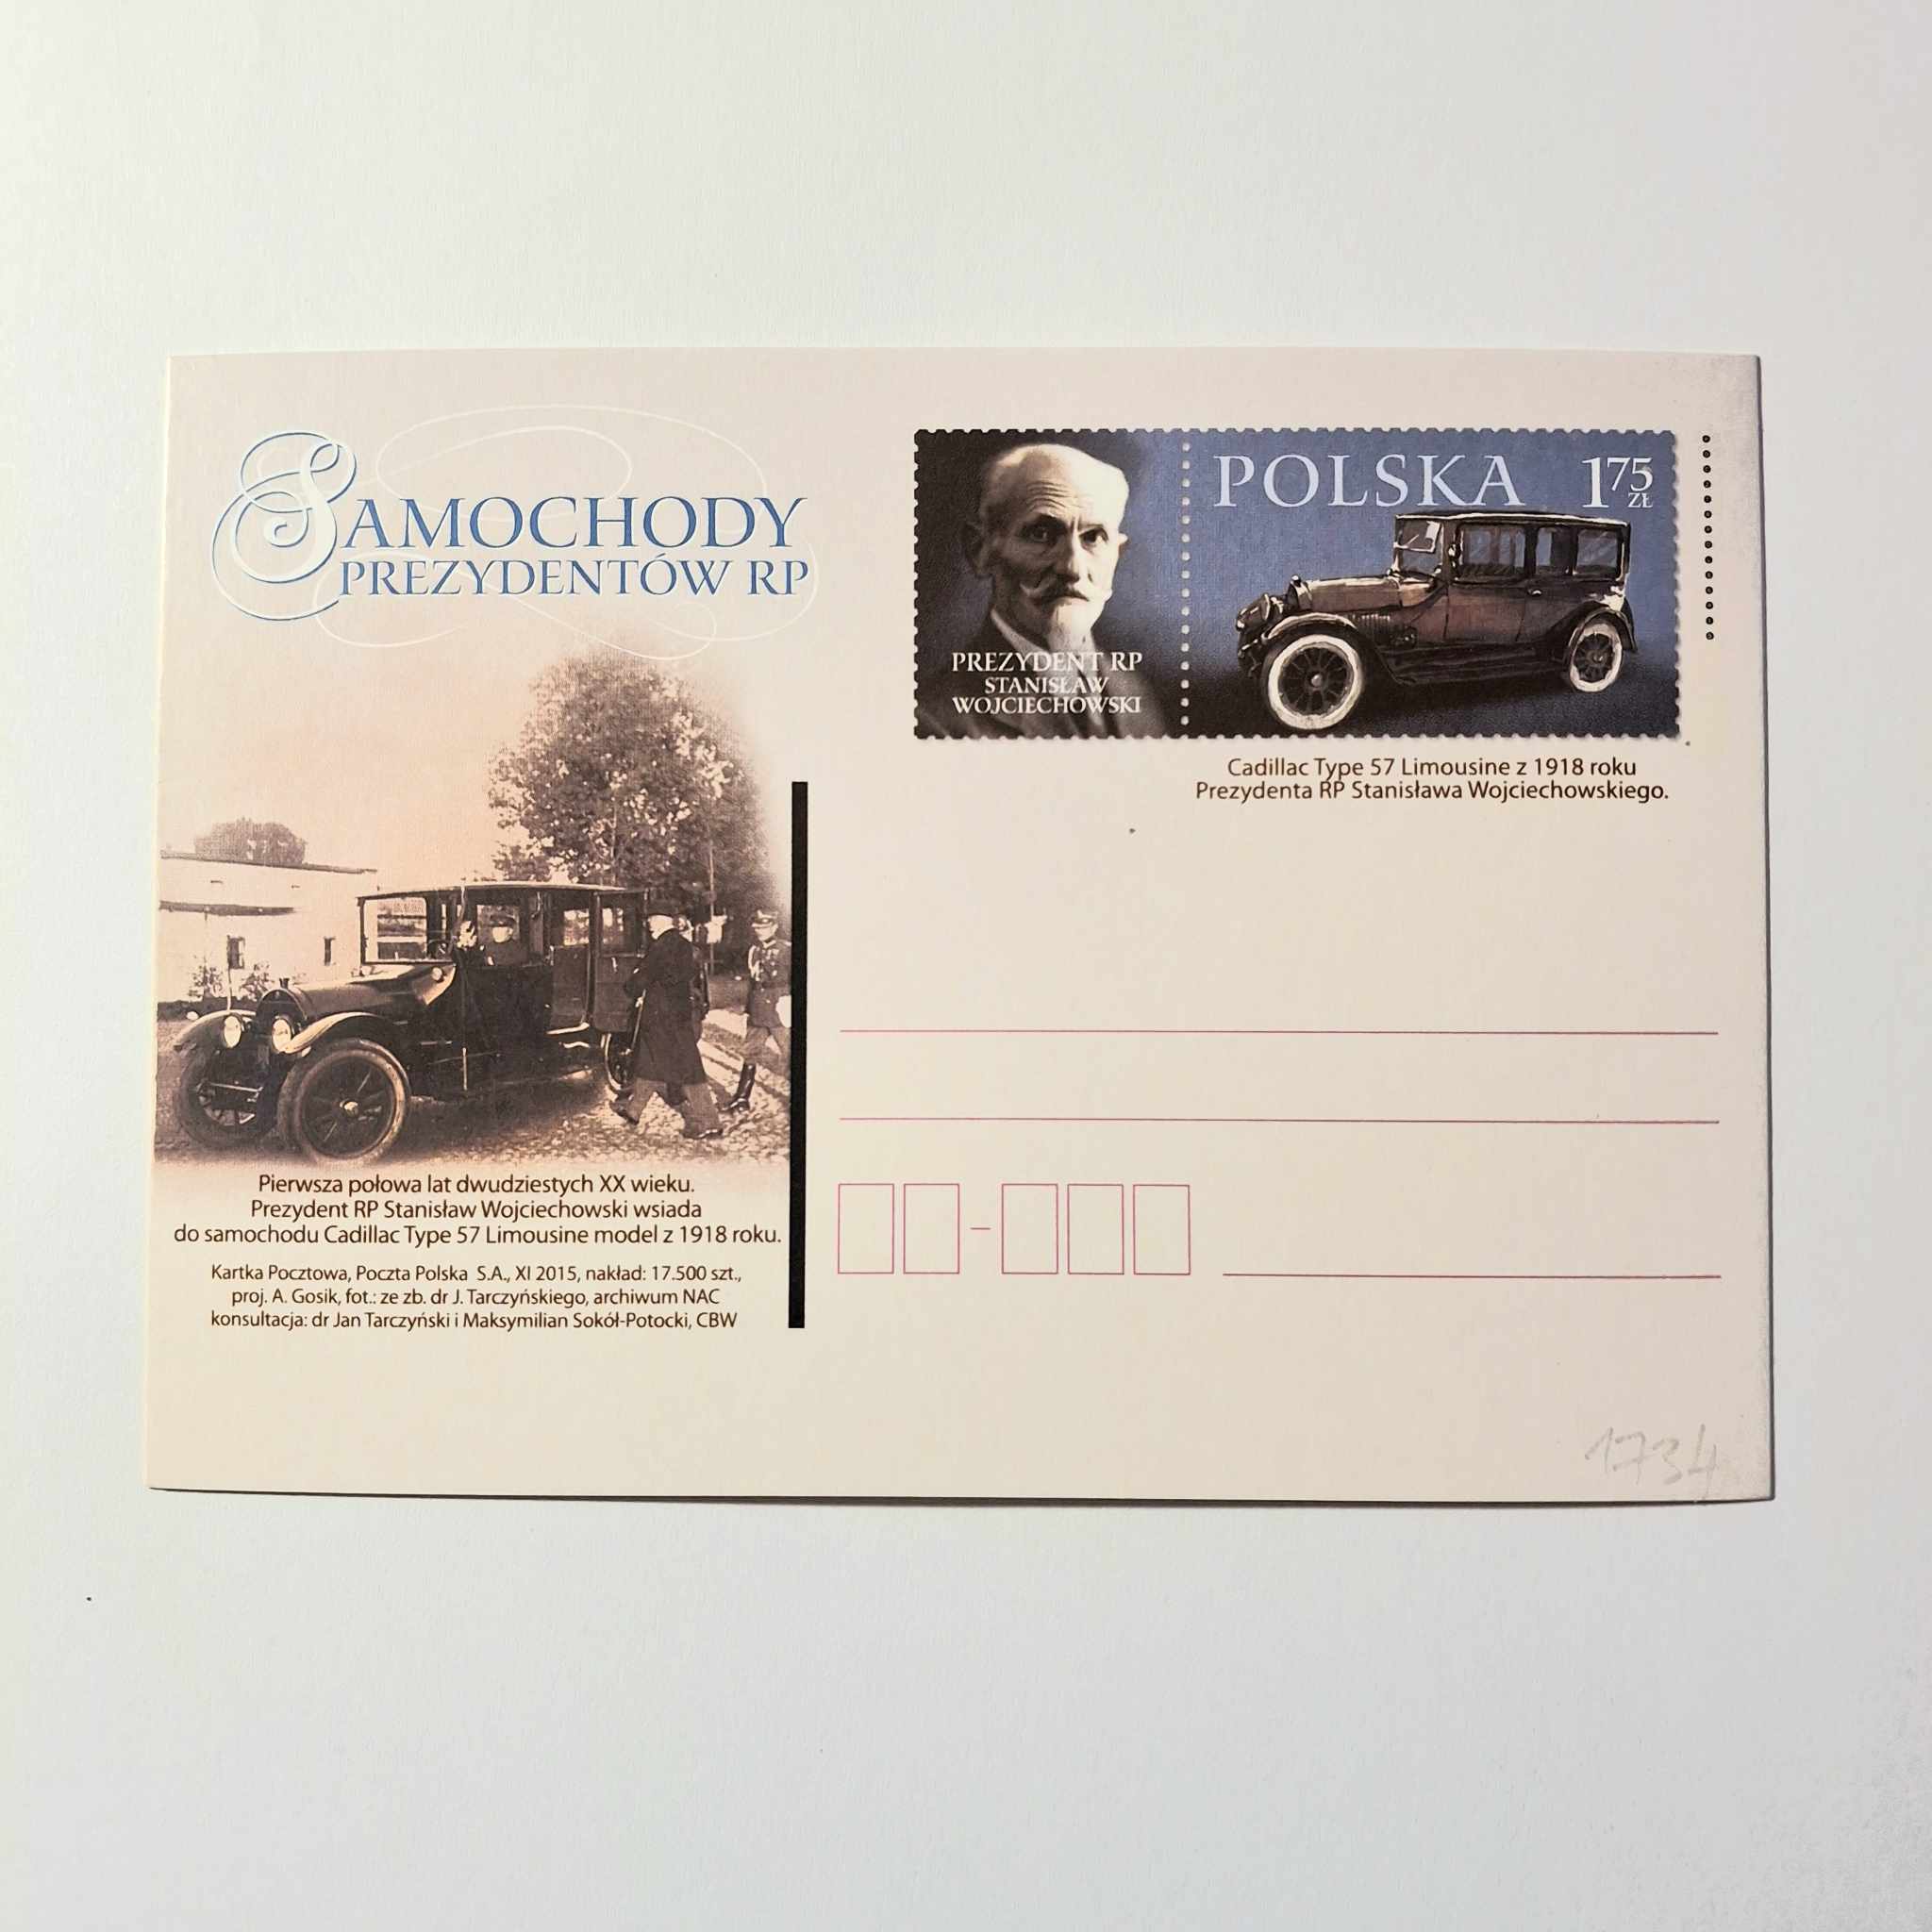 SAMOCHODY
PREZYDENTÓW RP
POLSKA 1 75 ZŁ
PREZYDENT RP
STANISŁAW
WOJCIECHOWSKI
Cadillac Type 57 Limousine z 1918 roku
Prezydenta RP Stanisława Wojciechowskiego.
Pierwsza połowa lat dwudziestych XX wieku.
Prezydent RP Stanisław Wojciechowski wsiada
do samochodu Cadillac Type 57 Limousine model z 1918 roku.
Kartka Pocztowa, Poczta Polska S.A., XI 2015, nakład: 17.500 szt.,
proj. A. Gosik, fot.: ze zb. dr J. Tarczyńskiego, archiwum NAC
konsultacja: dr Jan Tarczyński i Maksymilian Sokół-Potocki, CBW
1734